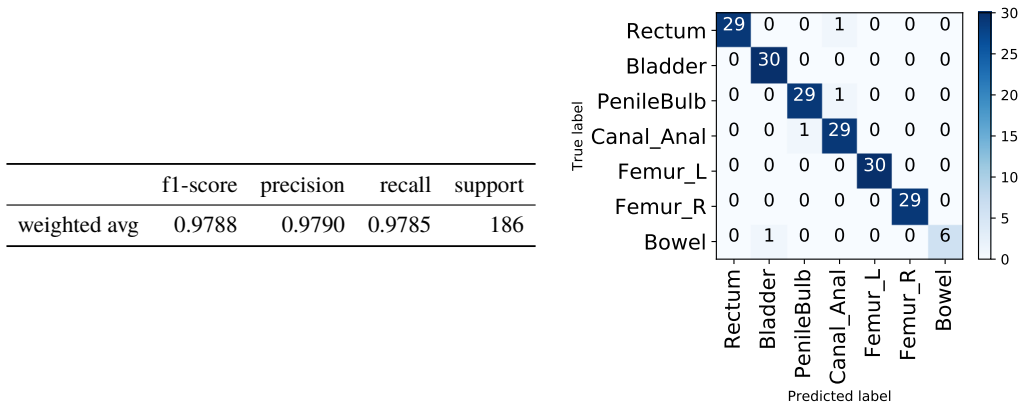 f1-score precision recall support
weighted avg 0.9788 0.9790 0.9785 186
True label
Rectum 29 0 0 1 0 0 0
Bladder 0 30 0 0 0 0 0
PenileBulb 0 0 29 1 0 0 0
Canal_Anal 0 0 1 29 0 0 0
Femur_L 0 0 0 0 30 0 0
Femur_R 0 0 0 0 0 29 0
Bowel 0 1 0 0 0 0 6
Rectum Bladder PenileBulb Canal_Anal Femur_L Femur_R Bowel
Predicted label
30
25
20
15
10
5
0